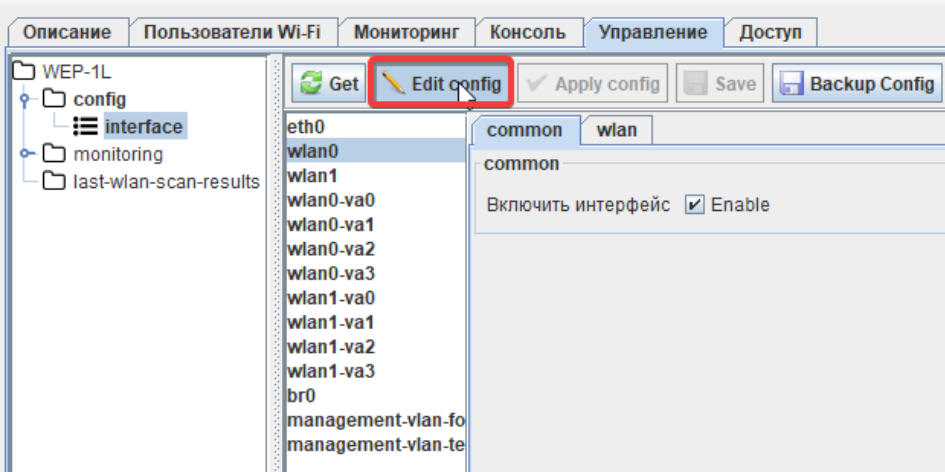 Описание Пользователи Wi-Fi Мониторинг Консоль Управление Доступ
WEP-1L
config
interface
monitoring
last-wlan-scan-results
Get Edit config Apply config Save Backup Config
eth0
wlan0
wlan1
wlan0-va0
wlan0-va1
wlan0-va2
wlan0-va3
wlan1-va0
wlan1-va1
wlan1-va2
wlan1-va3
br0
management-vlan-fo
management-vlan-te
common wlan
common
Включить интерфейс Enable